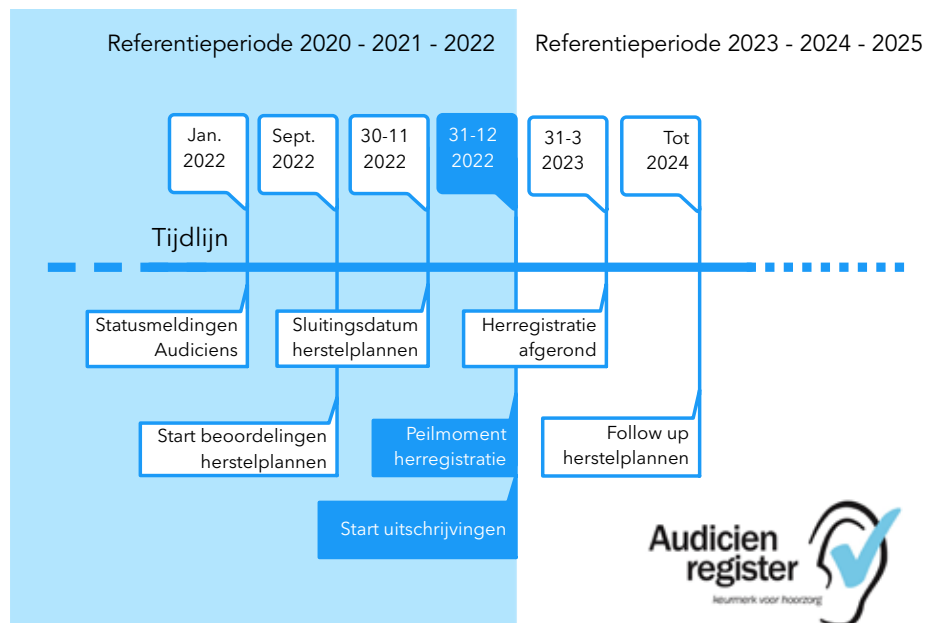 Referentieperiode 2020 - 2021 - 2022
Referentieperiode 2023 - 2024 - 2025
Jan.
2022
Sept.
2022
30-11
2022
31-12
2022
31-3
2023
Tot
2024
Tijdlijn
Statusmeldingen
Audiciens
Sluitingsdatum
herstelplannen
Herregistratie
afgerond
Start beoordelingen
herstelplannen
Peilmoment
herregistratie
Follow up
herstelplannen
Start uitschrijvingen
Audicien
register
keurmerk voor hoorzorg